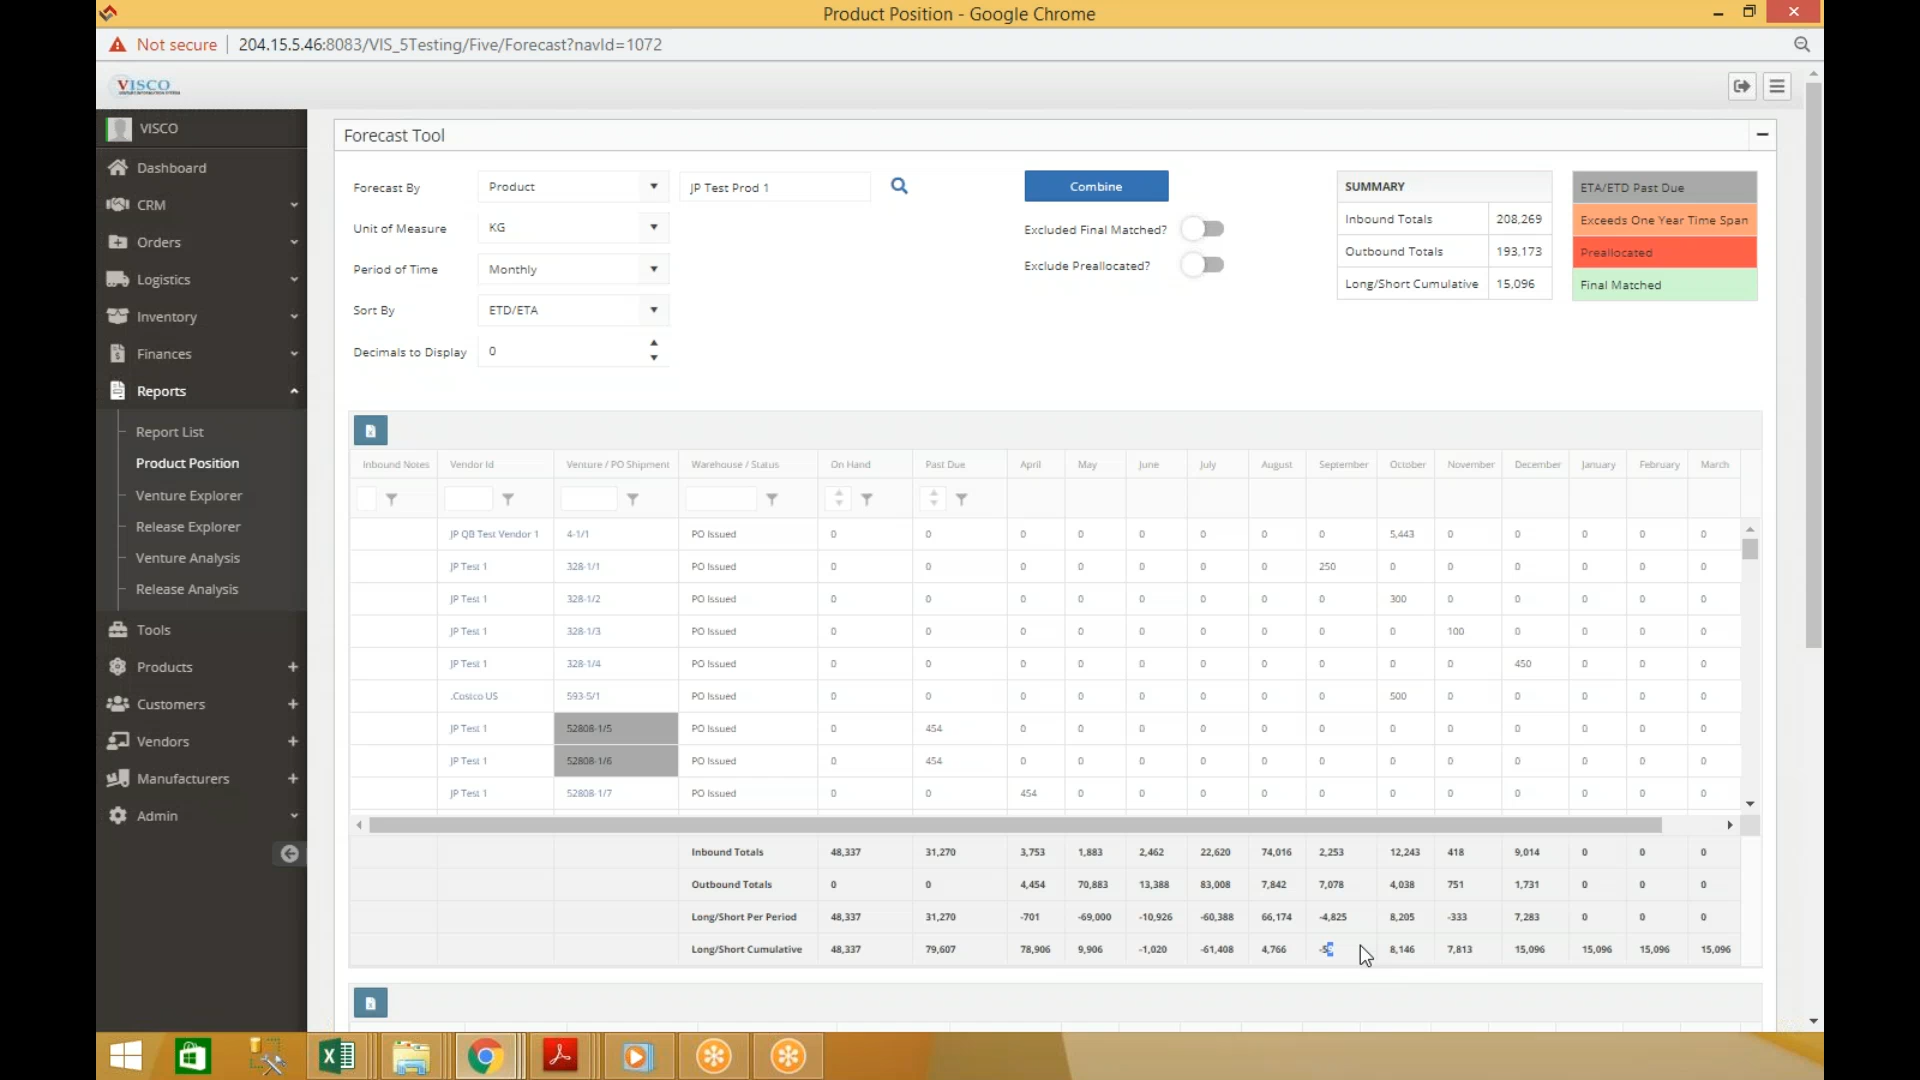 Product Position - Google Chrome
Not secure 204.15.5.46:8083/VIS_5Testing/Five/Forecast?navId=1072
VISCO
VISCO
Dashboard
CRM
Orders
Logistics
Inventory
Finances
Reports
Report List
Product Position
Venture Explorer
Release Explorer
Venture Analysis
Release Analysis
Tools
Products
Customers
Vendors
Manufacturers
Admin
Forecast Tool
Forecast By Product JP Test Prod 1
Unit of Measure KG
Period of Time Monthly
Sort By ETD/ETA
Decimals to Display 0
Combine
Excluded Final Matched?
Exclude Preallocated?
SUMMARY
Inbound Totals 208,269
Outbound Totals 193,173
Long/Short Cumulative 15,096
ETA/ETD Past Due
Exceeds One Year Time Span
Preallocated
Final Matched
Inbound Notes Vendor Id Venture / PO Shipment Warehouse / Status On Hand Past Due April May June July August September October November December January February March
JP QB Test Vendor 1 4-1/1 PO Issued 0 0 0 0 0 0 0 0 5,443 0 0 0 0 0
JP Test 1 328-1/1 PO Issued 0 0 0 0 0 0 0 250 0 0 0 0 0 0
JP Test 1 328-1/2 PO Issued 0 0 0 0 0 0 0 0 300 0 0 0 0 0
JP Test 1 328-1/3 PO Issued 0 0 0 0 0 0 0 0 0 100 0 0 0 0
JP Test 1 328-1/4 PO Issued 0 0 0 0 0 0 0 0 0 0 450 0 0 0
.Costco US 593-5/1 PO Issued 0 0 0 0 0 0 0 0 500 0 0 0 0 0
JP Test 1 52808-1/5 PO Issued 0 454 0 0 0 0 0 0 0 0 0 0 0 0
JP Test 1 52808-1/6 PO Issued 0 454 0 0 0 0 0 0 0 0 0 0 0 0
JP Test 1 52808-1/7 PO Issued 0 0 454 0 0 0 0 0 0 0 0 0 0 0
Inbound Totals 48,337 31,270 3,753 1,883 2,462 22,620 74,016 2,253 12,243 418 9,014 0 0 0
Outbound Totals 0 0 4,454 70,883 13,388 83,008 7,842 7,078 4,038 751 1,731 0 0 0
Long/Short Per Period 48,337 31,270 -701 -69,000 -10,926 -60,388 66,174 -4,825 8,205 -333 7,283 0 0 0
Long/Short Cumulative 48,337 79,607 78,906 9,906 -1,020 -61,408 4,766 8,146 7,813 15,096 15,096 15,096 15,096